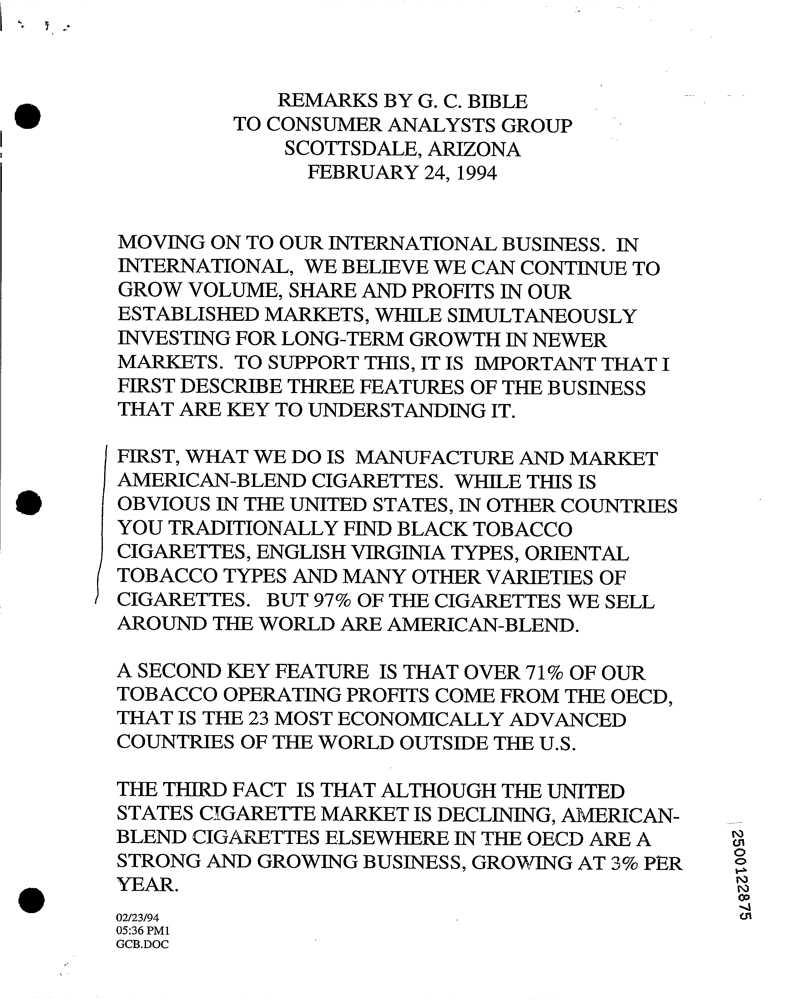 REMARKS BY G. C. BIBLE
TO CONSUMER ANALYSTS GROUP
SCOTTSDALE, ARIZONA
FEBRUARY 24, 1994
MOVING ON TO OUR INTERNATIONAL BUSINESS. IN
INTERNATIONAL, WE BELIEVE WE CAN CONTINUE TO
GROW VOLUME, SHARE AND PROFITS IN OUR
ESTABLISHED MARKETS, WHILE SIMULTANEOUSLY
INVESTING FOR LONG-TERM GROWTH IN NEWER
MARKETS. TO SUPPORT THIS, IT IS IMPORTANT THAT I
FIRST DESCRIBE THREE FEATURES OF THE BUSINESS
THAT ARE KEY TO UNDERSTANDING IT.
FIRST, WHAT WE DO IS MANUFACTURE AND MARKET
AMERICAN-BLEND CIGARETTES. WHILE THIS IS
OBVIOUS IN THE UNITED STATES, IN OTHER COUNTRIES
YOU TRADITIONALLY FIND BLACK TOBACCO
CIGARETTES, ENGLISH VIRGINIA TYPES, ORIENTAL
TOBACCO TYPES AND MANY OTHER VARIETIES OF
CIGARETTES. BUT 97% OF THE CIGARETTES WE SELL
AROUND THE WORLD ARE AMERICAN-BLEND.
A SECOND KEY FEATURE IS THAT OVER 71% OF OUR
TOBACCO OPERATING PROFITS COME FROM THE OECD,
THAT IS THE 23 MOST ECONOMICALLY ADVANCED
COUNTRIES OF THE WORLD OUTSIDE THE U.S.
THE THIRD FACT IS THAT ALTHOUGH THE UNITED
STATES CIGARETTE MARKET IS DECLINING, AMERICAN-
BLEND CIGARETTES ELSEWHERE IN THE OECD ARE A
STRONG AND GROWING BUSINESS, GROWING AT 3% PER
YEAR.
02/23/94
05:36 PM1
GCB.DOC
2500122875